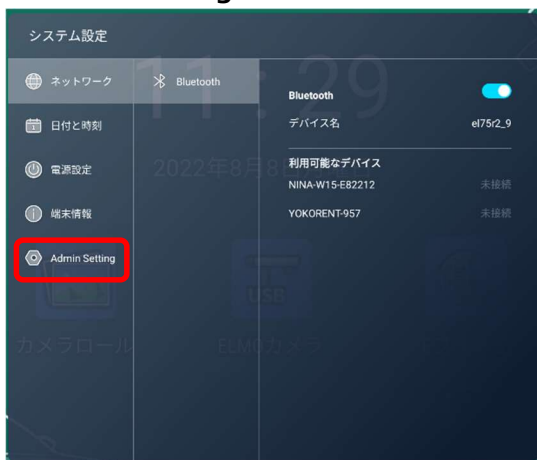 システム設定
ネットワーク
日付と時刻
電源設定
端末情報
Admin Setting
Bluetooth
Bluetooth
デバイス名 el75r2_9
利用可能なデバイス
NINA-W15-E82212 未接続
YOKORENT-957 未接続
11:29
2022年8月8日
カメラロール
USB
ELMOカメラ